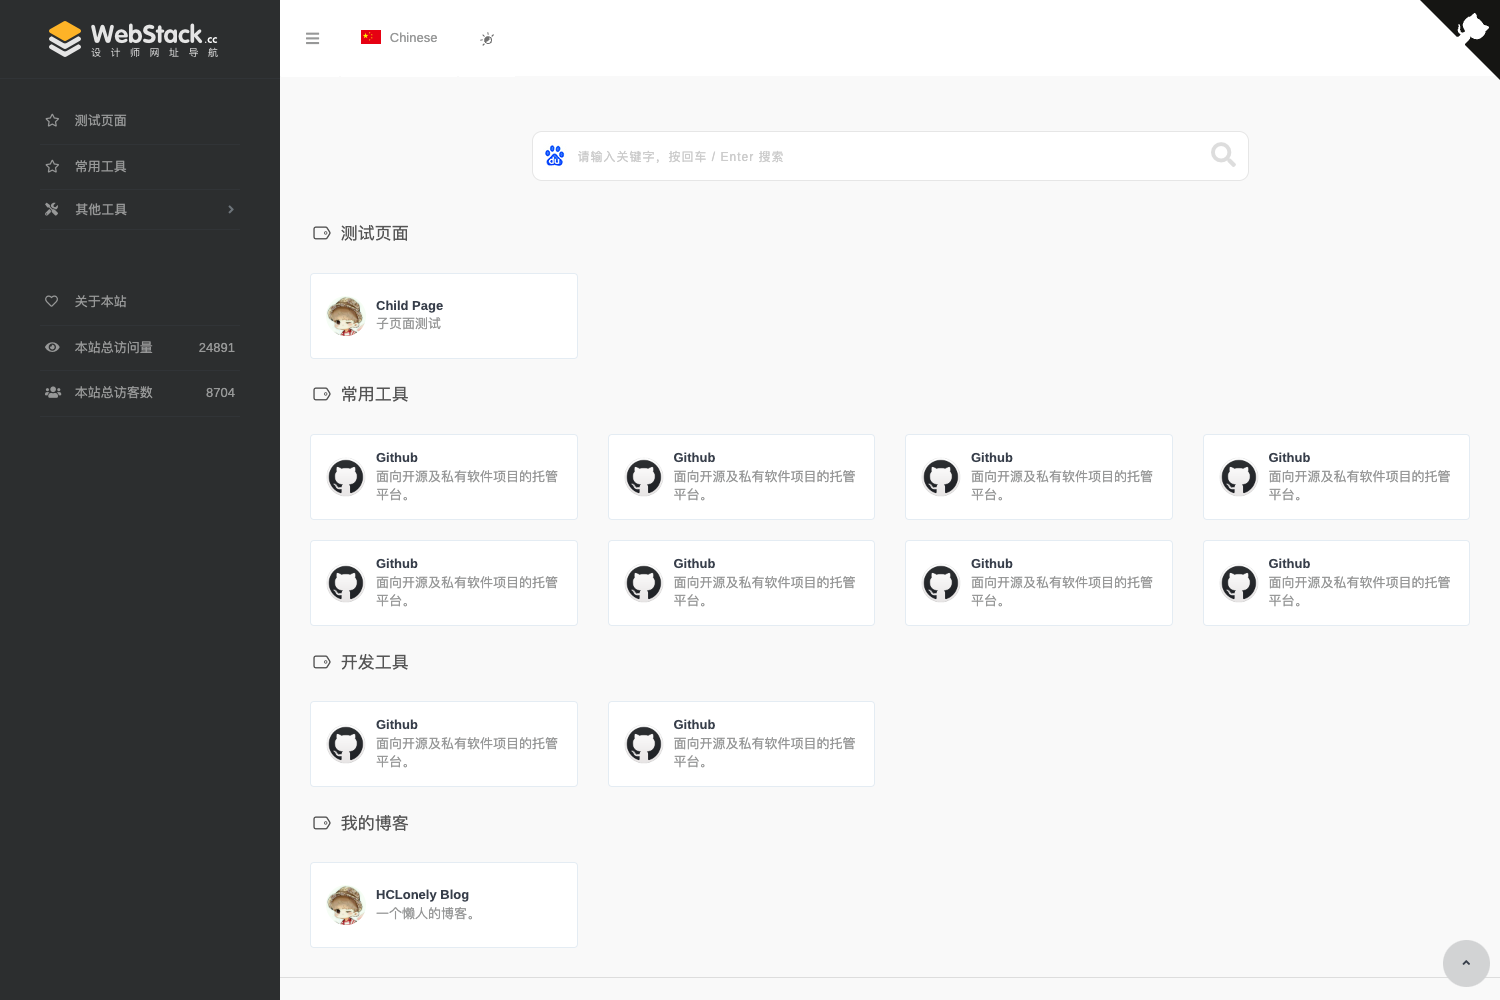 WebStack.cc
设计师网址导航
测试页面
常用工具
其他工具
关于本站
本站总访问量 24891
本站总访客数 8704
Chinese
du 请输入关键字，按回车 / Enter 搜索
测试页面
Child Page
子页面测试
常用工具
Github
面向开源及私有软件项目的托管
平台。
Github
面向开源及私有软件项目的托管
平台。
Github
面向开源及私有软件项目的托管
平台。
Github
面向开源及私有软件项目的托管
平台。
Github
面向开源及私有软件项目的托管
平台。
Github
面向开源及私有软件项目的托管
平台。
Github
面向开源及私有软件项目的托管
平台。
Github
面向开源及私有软件项目的托管
平台。
开发工具
Github
面向开源及私有软件项目的托管
平台。
Github
面向开源及私有软件项目的托管
平台。
我的博客
HCLonely Blog
一个懒人的博客。